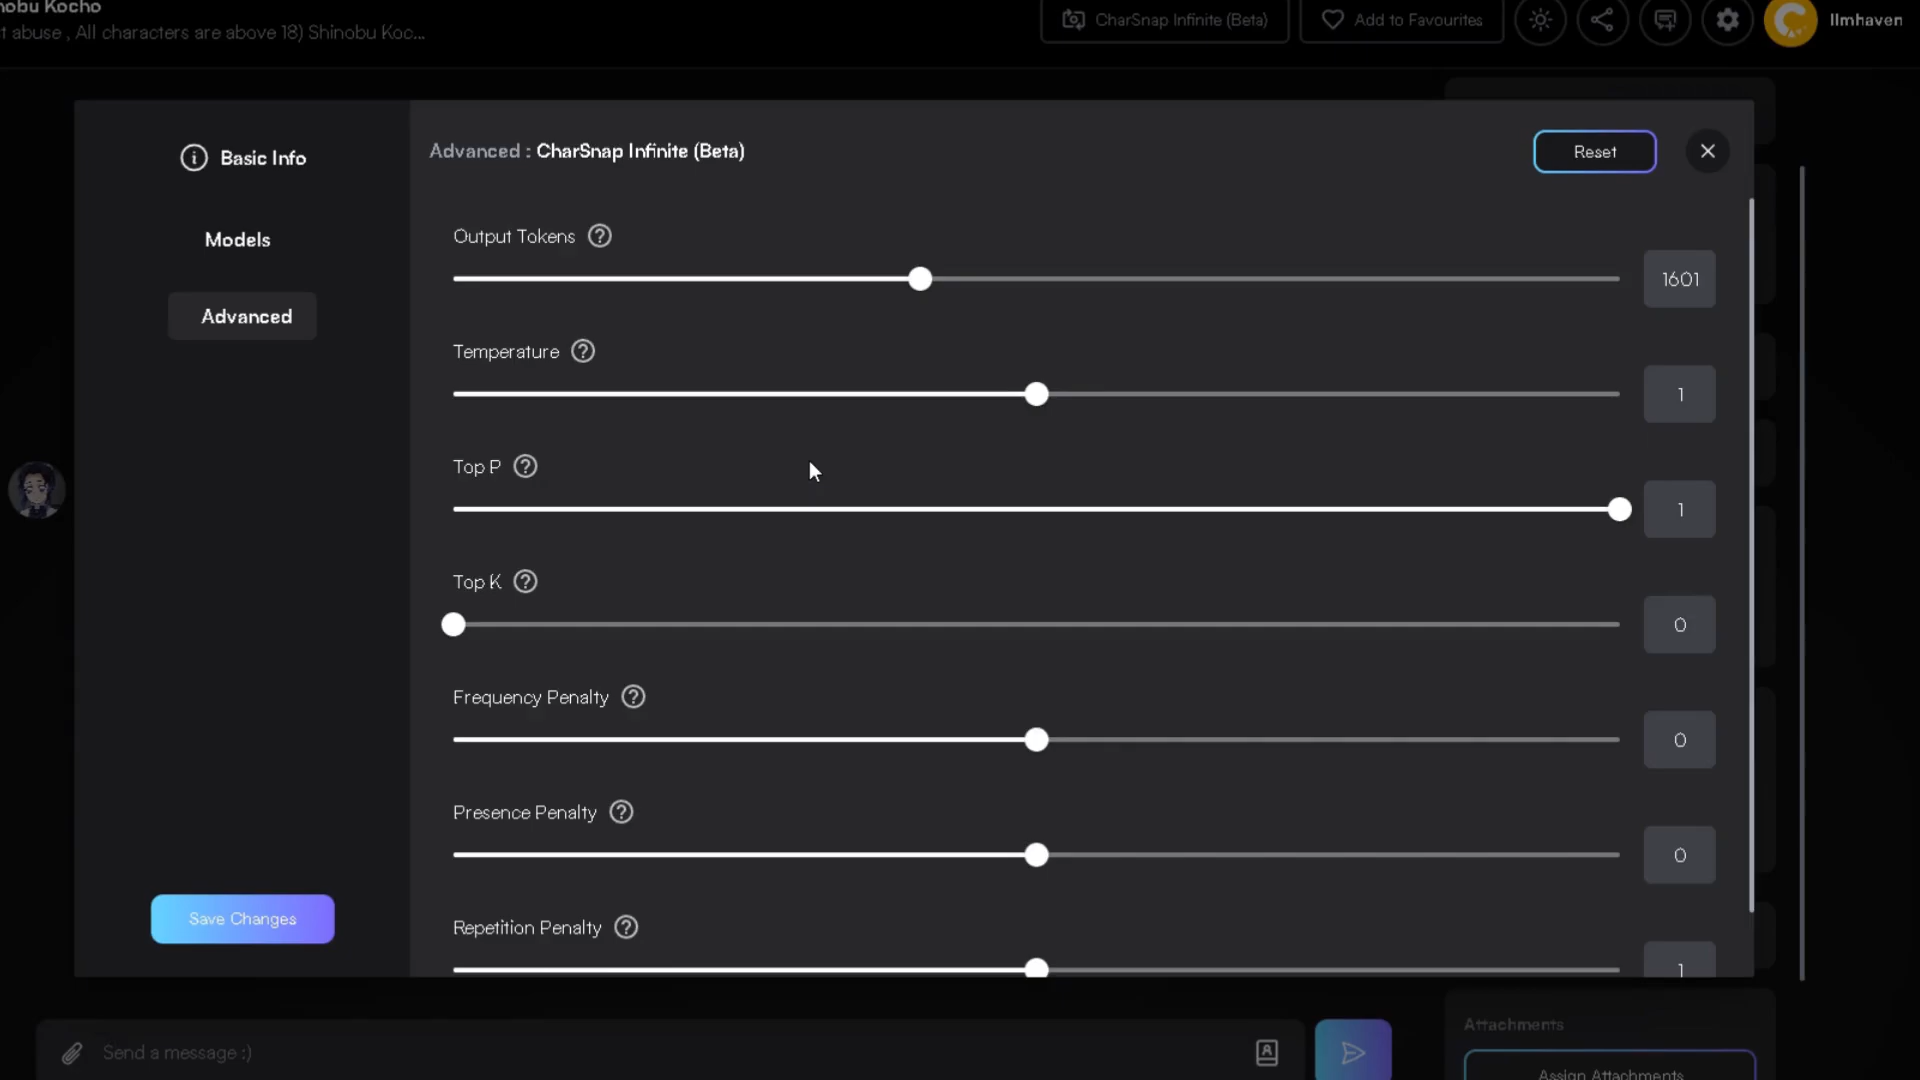 nobu Kocho
t abuse , All characters are above 18) Shinobu Koc...
CharSnap Infinite (Beta)
Add to Favourites
Ilmhaven
Basic Info
Models
Advanced
Save Changes
Advanced : CharSnap Infinite (Beta)
Reset
Output Tokens
1601
Temperature
1
Top P
1
Top K
0
Frequency Penalty
0
Presence Penalty
0
Repetition Penalty
1
Send a message :)
Attachments
Assign Attachments